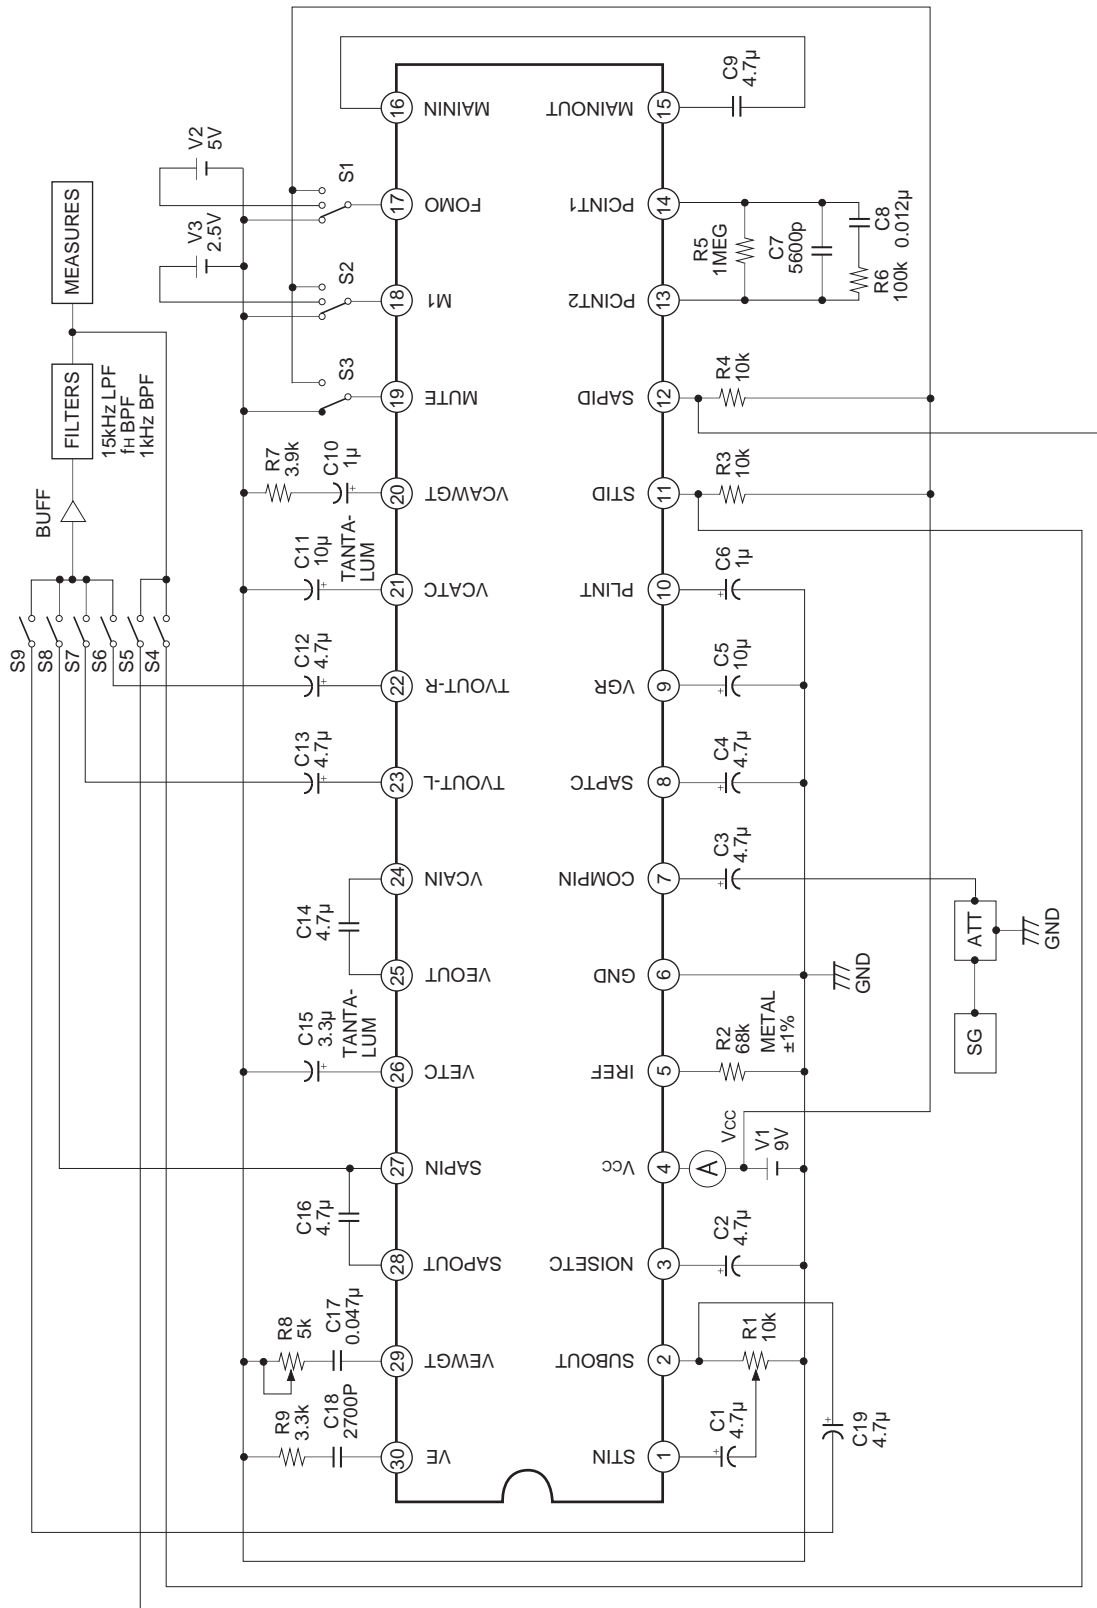 MEASURES
FILTERS
15kHz LPF
fH BPF
1kHz BPF
BUFF
S9
S8
S7
S6
S5
S4
V2
5V
V3
2.5V
S1
S2
S3
R7
3.9k
C10
1µ
C11
10µ
TANTA-
LUM
C12
4.7µ
C13
4.7µ
C14
4.7µ
C15
3.3µ
TANTA-
LUM
C16
4.7µ
R8
5k
C17
0.047µ
R9
3.3k
C18
2700P
16
MAININ
17
FOMO
18
M1
19
MUTE
20
VCAWGT
21
VCATC
22
TVOUT-R
23
TVOUT-L
24
VCAIN
25
VEOUT
26
VETC
27
SAPIN
28
SAPOUT
29
VEWGT
30
VE
MAINOUT
15
PCINT1
14
PCINT2
13
SAPID
12
STID
11
PLINT
10
VGR
9
SAPTC
8
COMPIN
7
GND
6
IREF
5
VCC
4
NOISETC
3
SUBOUT
2
STIN
1
C9
4.7µ
R5
1MEG
C7
5600p
C8
0.012µ
R6
100k
R4
10k
R3
10k
C6
1µ
C5
10µ
C4
4.7µ
C3
4.7µ
ATT
GND
SG
GND
R2
68k
METAL
±1%
A
VCC
V1
9V
C2
4.7µ
R1
10k
C1
4.7µ
C19
4.7µ